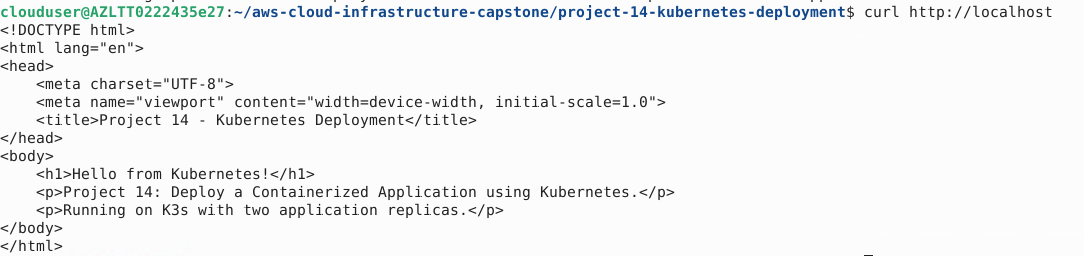 clouduser@AZLTT0222435e27:~/aws-cloud-infrastructure-capstone/project-14-kubernetes-deployment$ curl http://localhost
<!DOCTYPE html>
<html lang="en">
<head>
    <meta charset="UTF-8">
    <meta name="viewport" content="width=device-width, initial-scale=1.0">
    <title>Project 14 - Kubernetes Deployment</title>
</head>
<body>
    <h1>Hello from Kubernetes!</h1>
    <p>Project 14: Deploy a Containerized Application using Kubernetes.</p>
    <p>Running on K3s with two application replicas.</p>
</body>
</html>